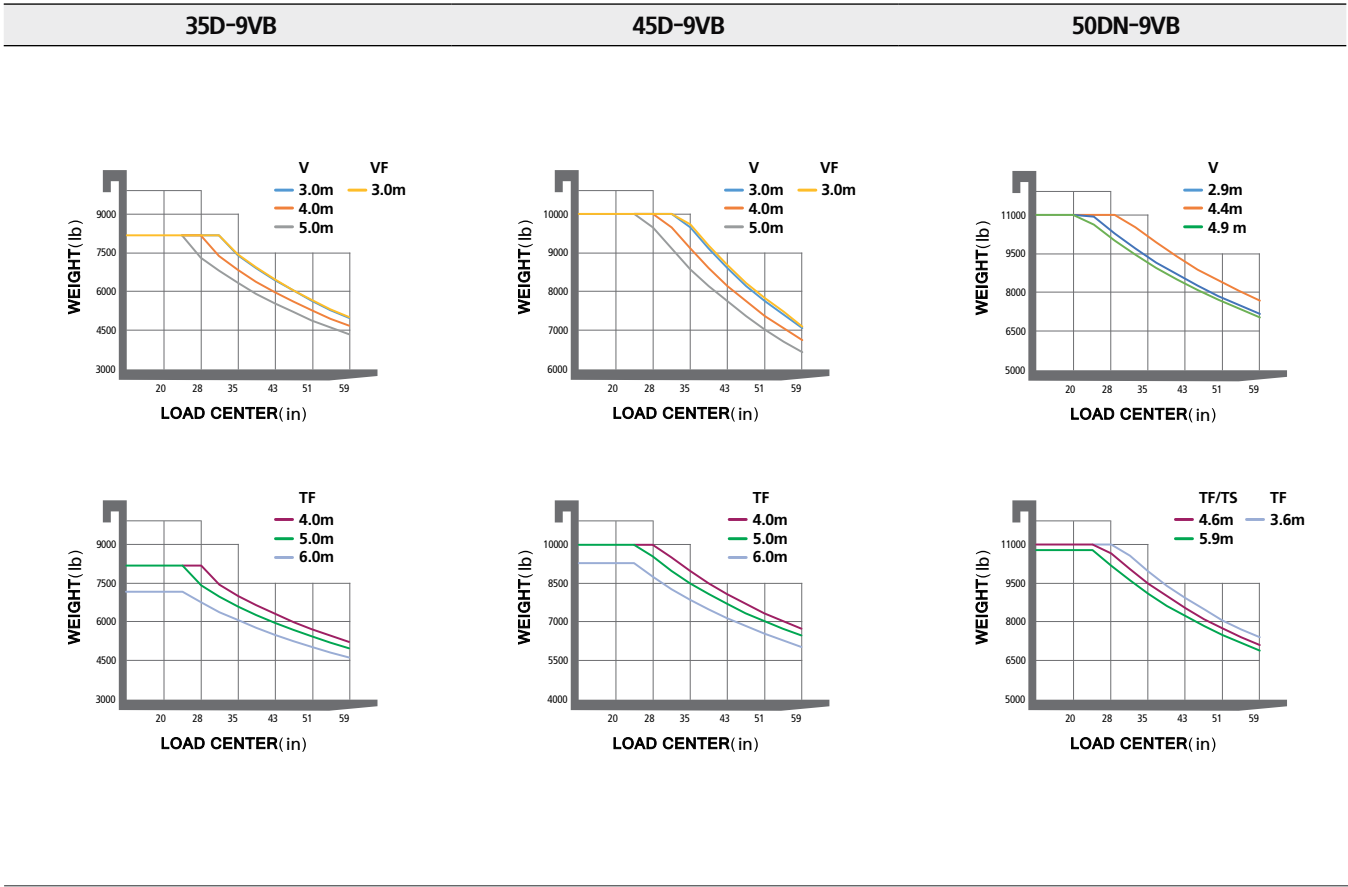 35D-9VB 45D-9VB 50DN-9VB
V VF
3.0m 3.0m
4.0m
5.0m
9000
7500
6000
4500
3000
WEIGHT(lb)
20 28 35 43 51 59
LOAD CENTER(in)
V VF
3.0m 3.0m
4.0m
5.0m
10000
9000
8000
7000
6000
WEIGHT(lb)
20 28 35 43 51 59
LOAD CENTER(in)
V
2.9m
4.4m
4.9 m
11000
9500
8000
6500
5000
WEIGHT(lb)
20 28 35 43 51 59
LOAD CENTER(in)
TF
4.0m
5.0m
6.0m
9000
7500
6000
4500
3000
WEIGHT(lb)
20 28 35 43 51 59
LOAD CENTER(in)
TF
4.0m
5.0m
6.0m
10000
8500
7000
5500
4000
WEIGHT(lb)
20 28 35 43 51 59
LOAD CENTER(in)
TF/TS TF
4.6m 3.6m
5.9m
11000
9500
8000
6500
5000
WEIGHT(lb)
20 28 35 43 51 59
LOAD CENTER(in)